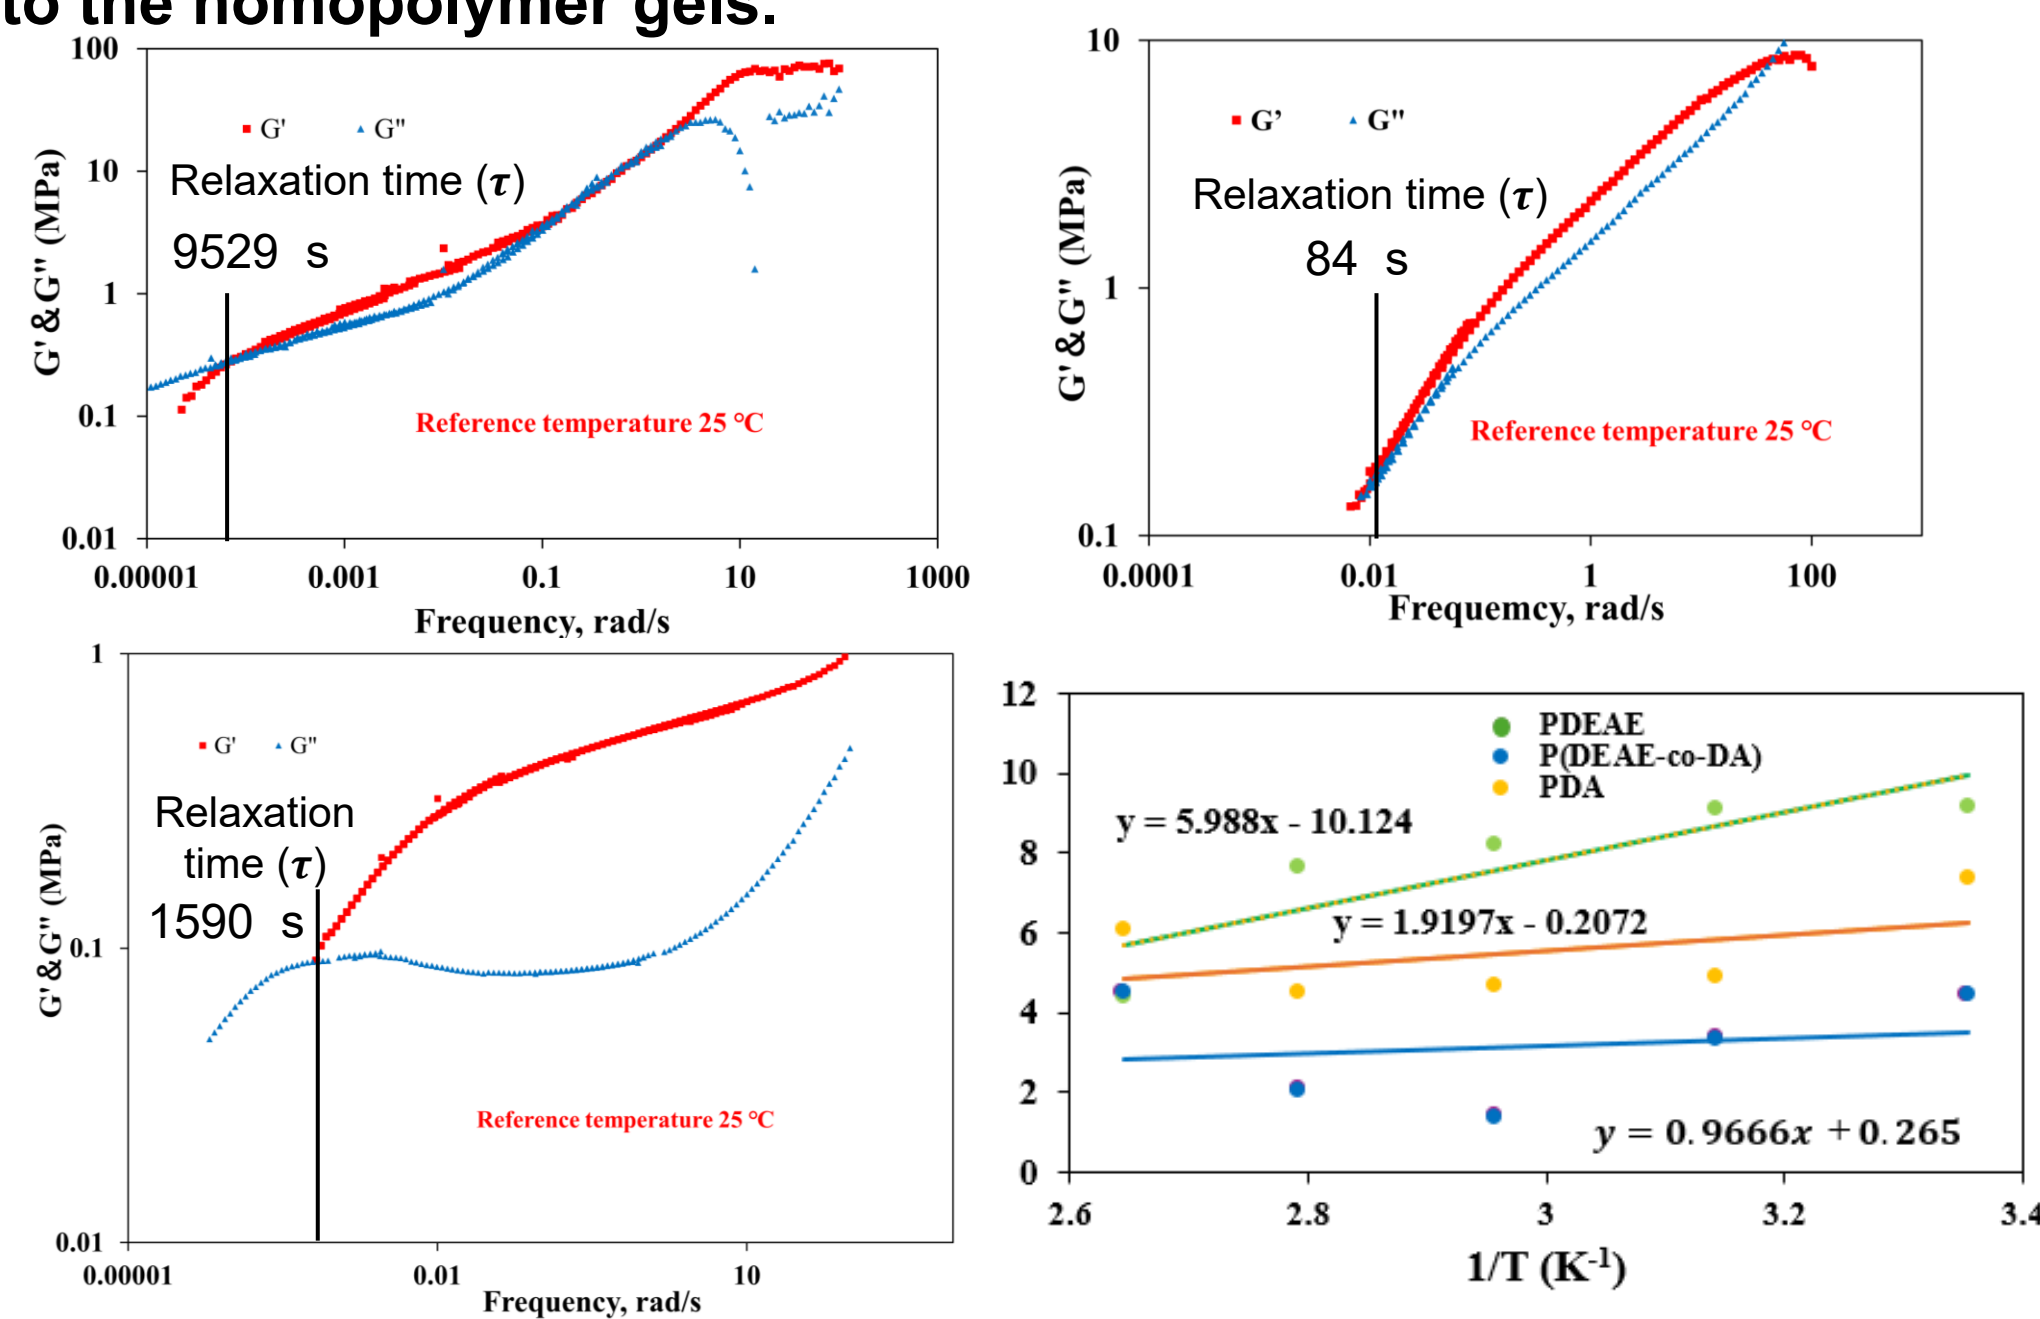 to the homopolymer gels.
100
10
1
0.1
0.01
G' &G" (MPa)
G' G"
Relaxation time (τ)
9529 s
Reference temperature 25 °C
0.00001 0.001 0.1 10 1000
Frequency, rad/s
10
1
0.1
G' &G" (MPa)
G’ G"
Relaxation time (τ)
84 s
Reference temperature 25 °C
0.0001 0.01 1 100
Frequemcy, rad/s
1
0.1
0.01
G'&G" (MPa)
G' G"
Relaxation
time (τ)
1590 s
Reference temperature 25 °C
0.00001 0.01 10
Frequency, rad/s
12
10
8
6
4
2
0
PDEAE
P(DEAE-co-DA)
PDA
y = 5.988x - 10.124
y = 1.9197x - 0.2072
y = 0.9666x + 0.265
2.6 2.8 3 3.2 3.4
1/T (K-1)